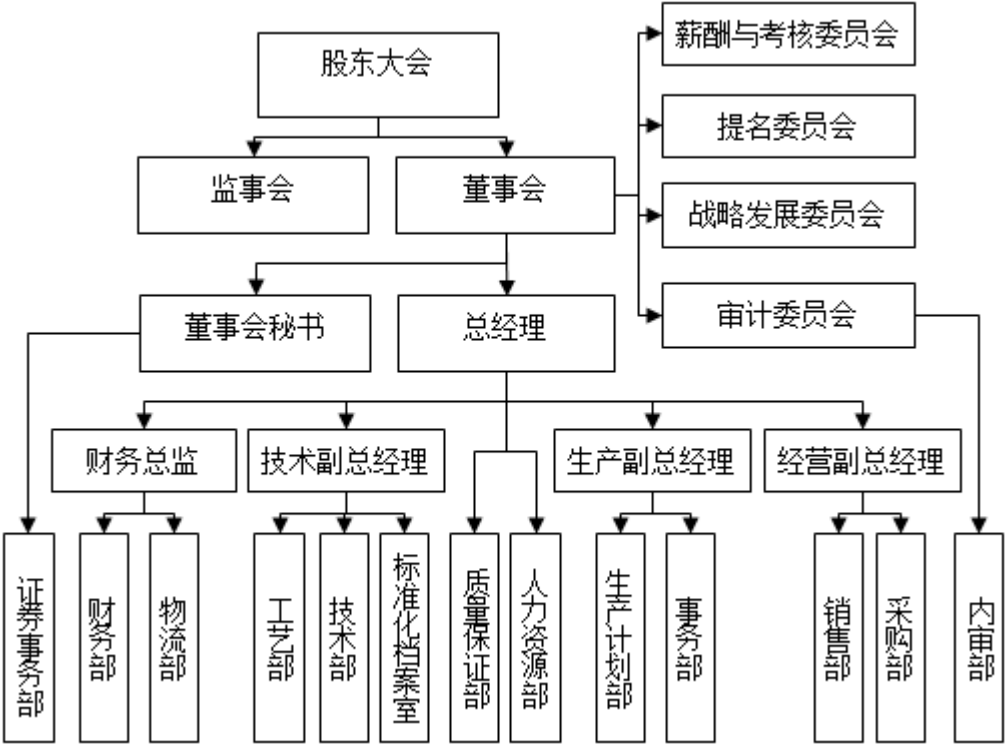 薪酬与考核委员会
股东大会
提名委员会
监事会
董事会
战略发展委员会
董事会秘书
总经理
审计委员会
财务总监
技术副总经理
生产副总经理
经营副总经理
证券事务部
财务部
物流部
工艺部
技术部
标准化档案室
质量保证部
人力资源部
生产计划部
事务部
销售部
采购部
内审部